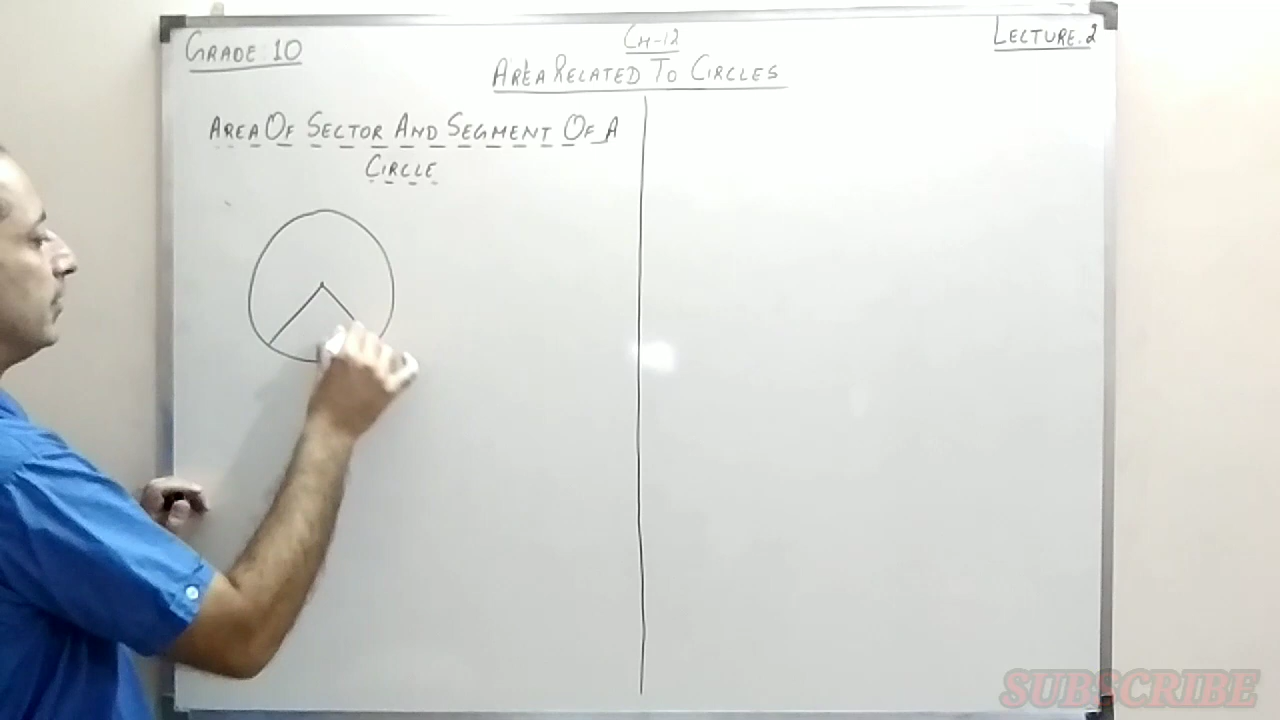 GRADE 10
CH-12
LECTURE.2
AREA RELATED TO CIRCLES
AREA OF SECTOR AND SEGMENT OF A
CIRCLE
SUBSCRIBE